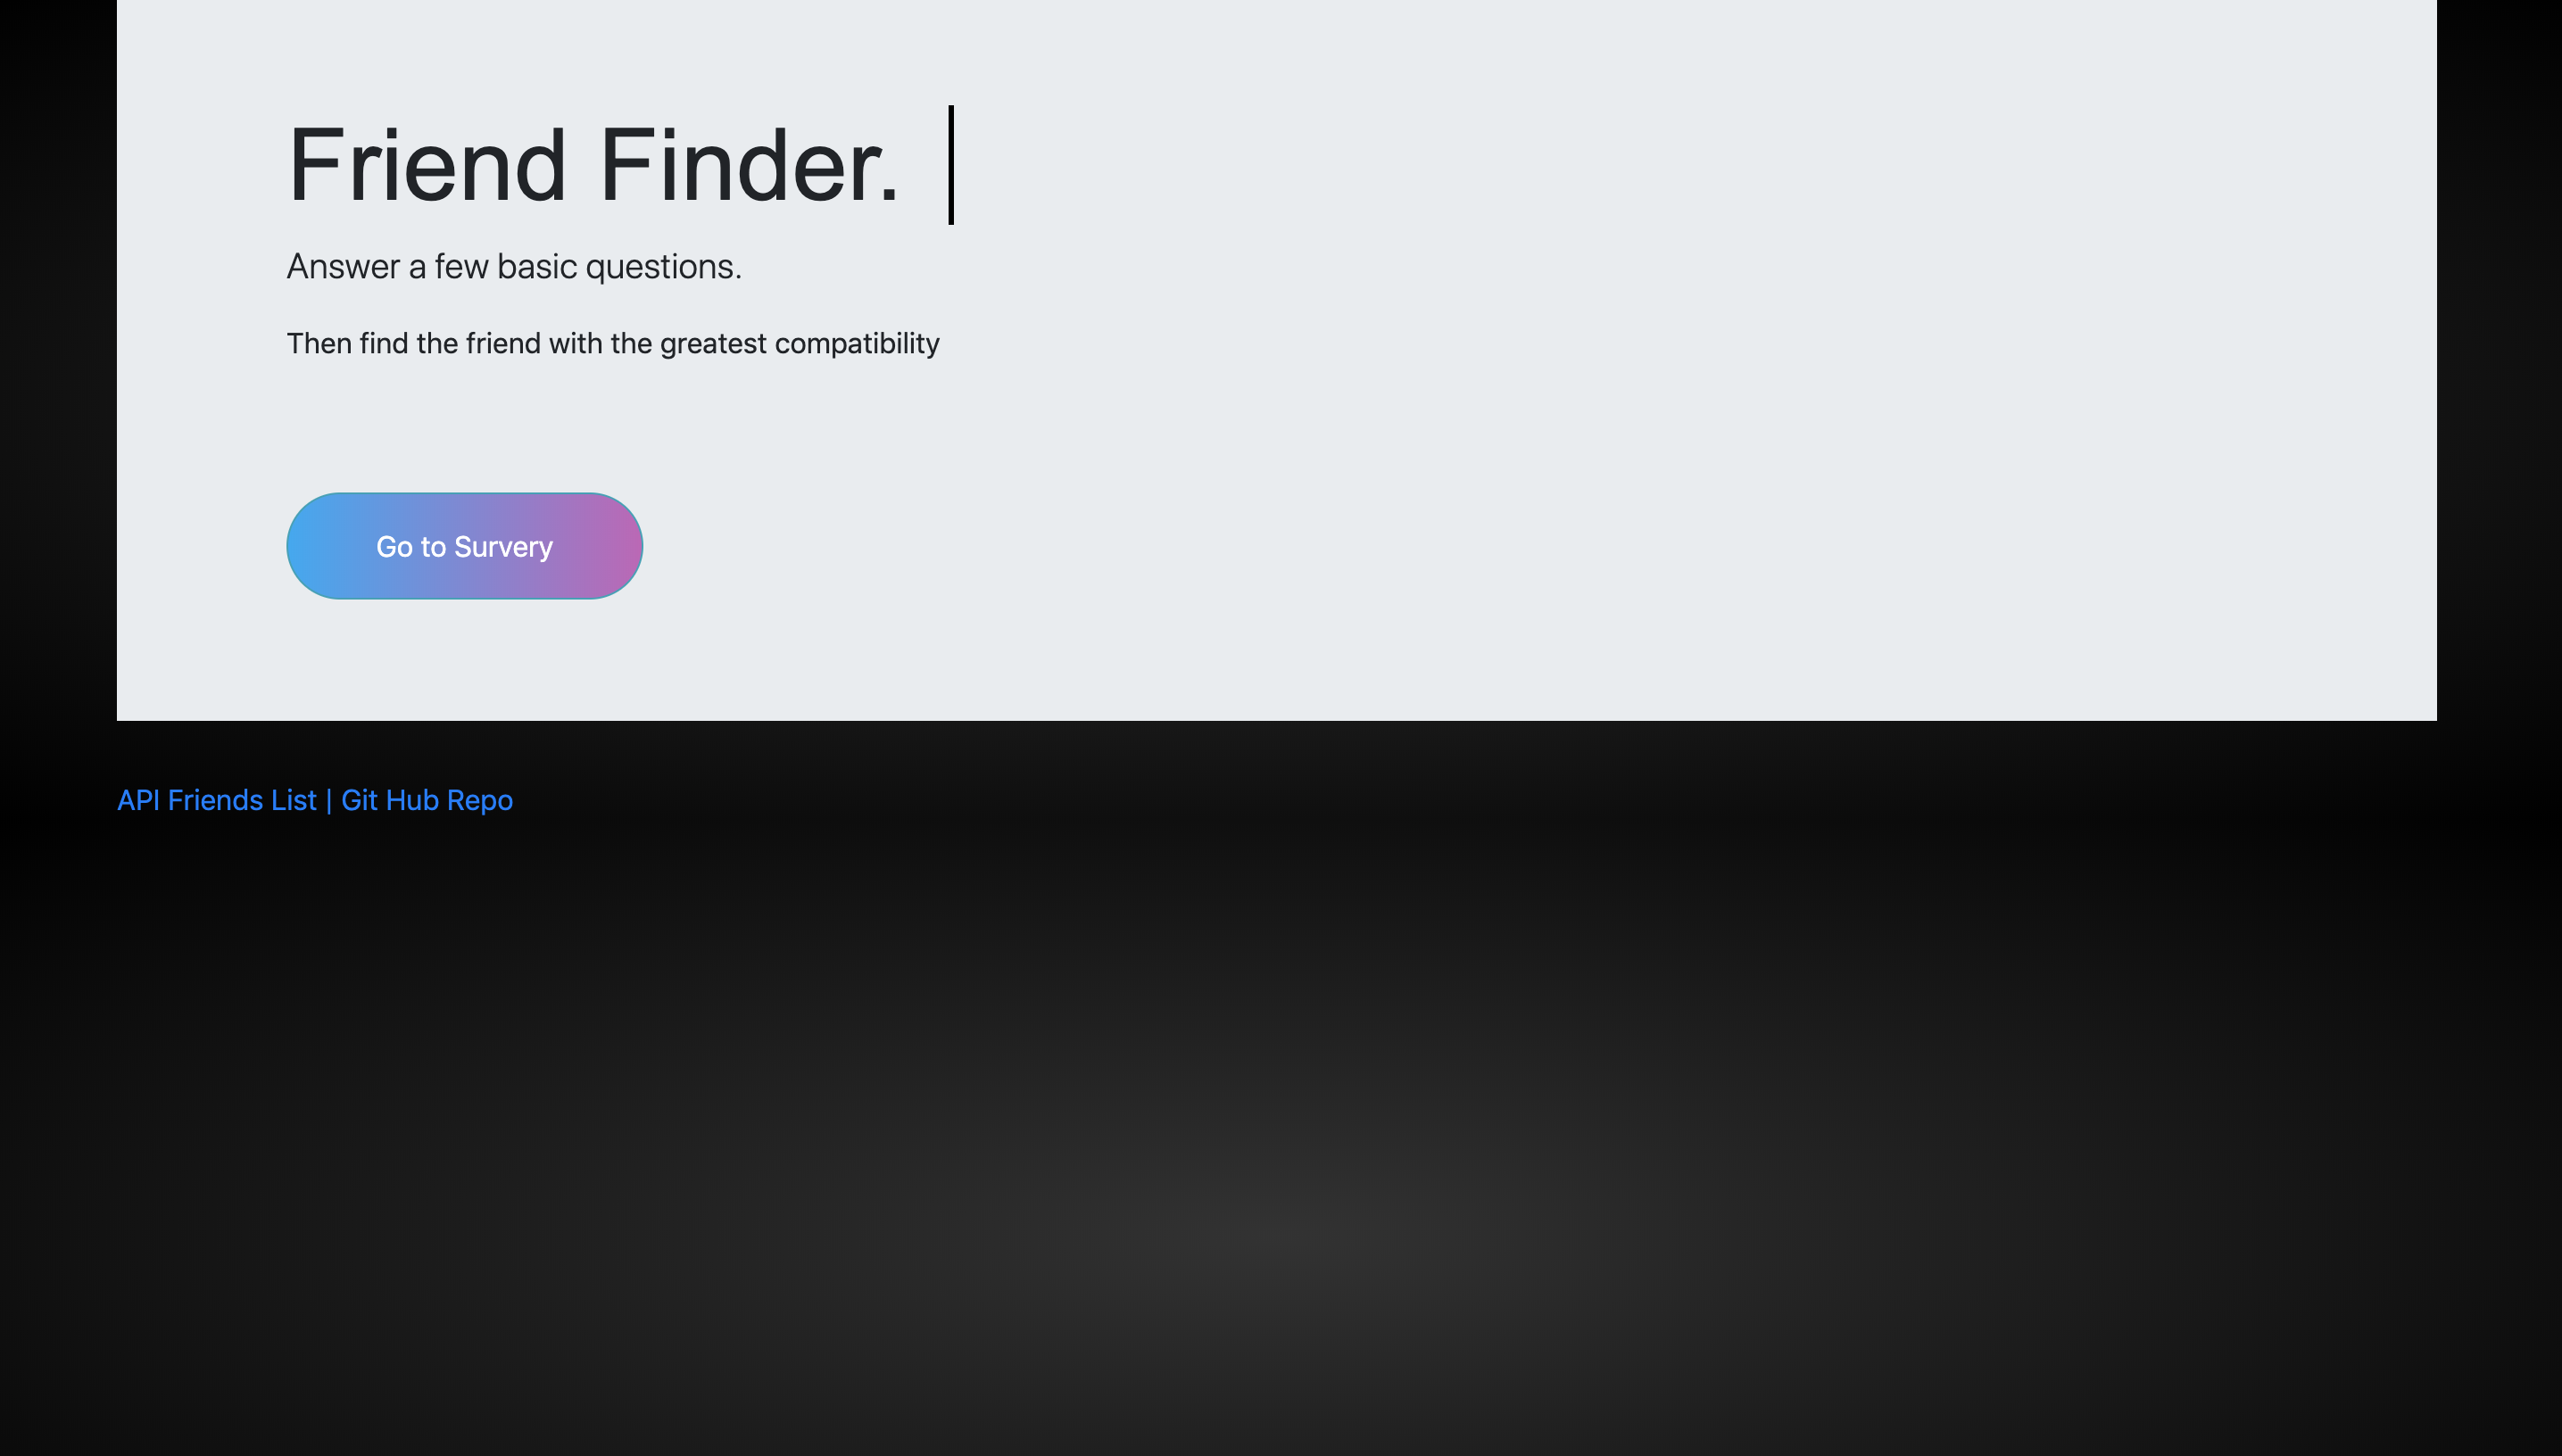 Friend Finder.
Answer a few basic questions.
Then find the friend with the greatest compatibility
Go to Survery
API Friends List | Git Hub Repo